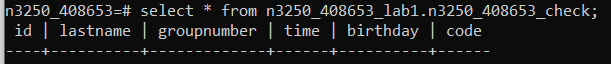 n3250_408653=# select * from n3250_408653_lab1.n3250_408653_check;
 id | lastname | groupnumber | time | birthday | code
----+----------+-------------+------+----------+------